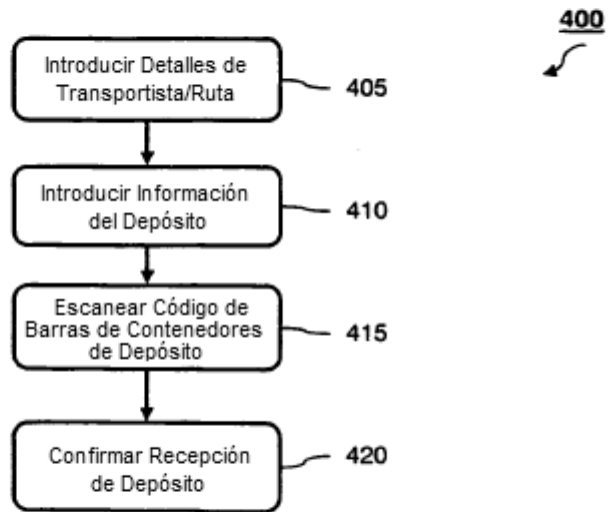 400
Introducir Detalles de
Transportista/Ruta
405
Introducir Información
del Depósito
410
Escanear Código de
Barras de Contenedores
de Depósito
415
Confirmar Recepción
de Depósito
420